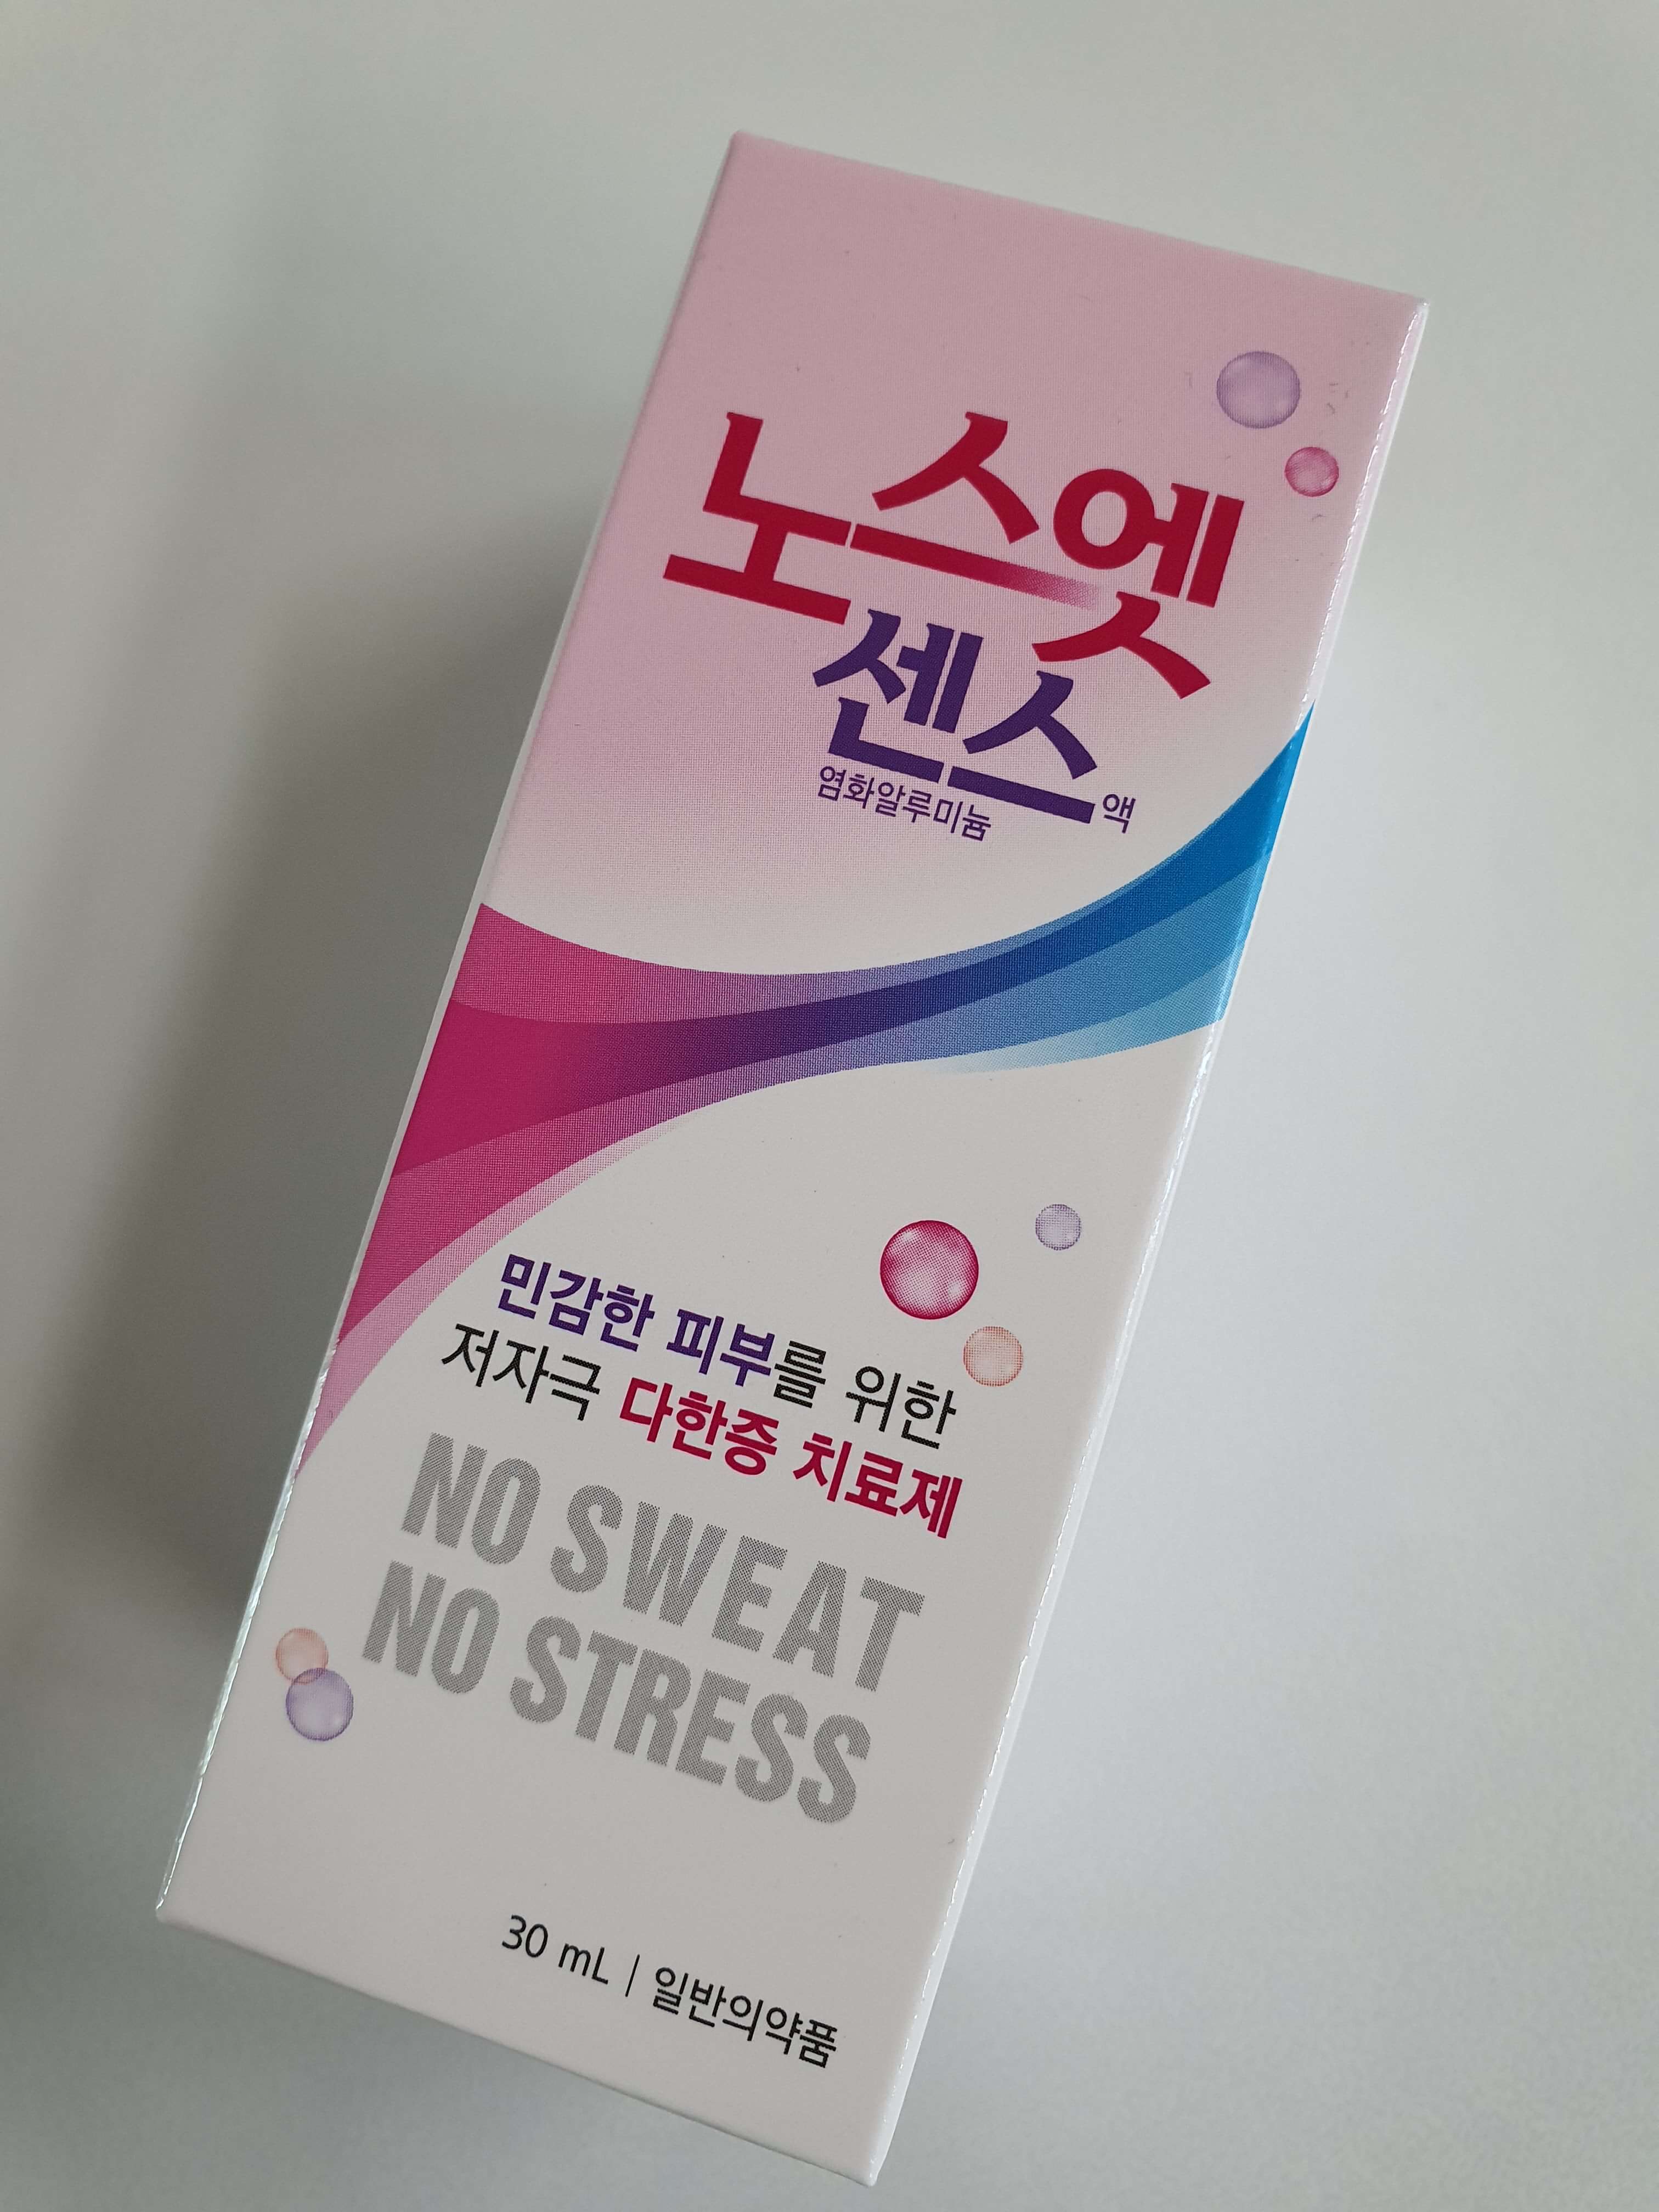 노스엣
센스액
염화알루미늄
민감한 피부를 위한
저자극 다한증 치료제
NO SWEAT
NO STRESS
30 mL | 일반의약품